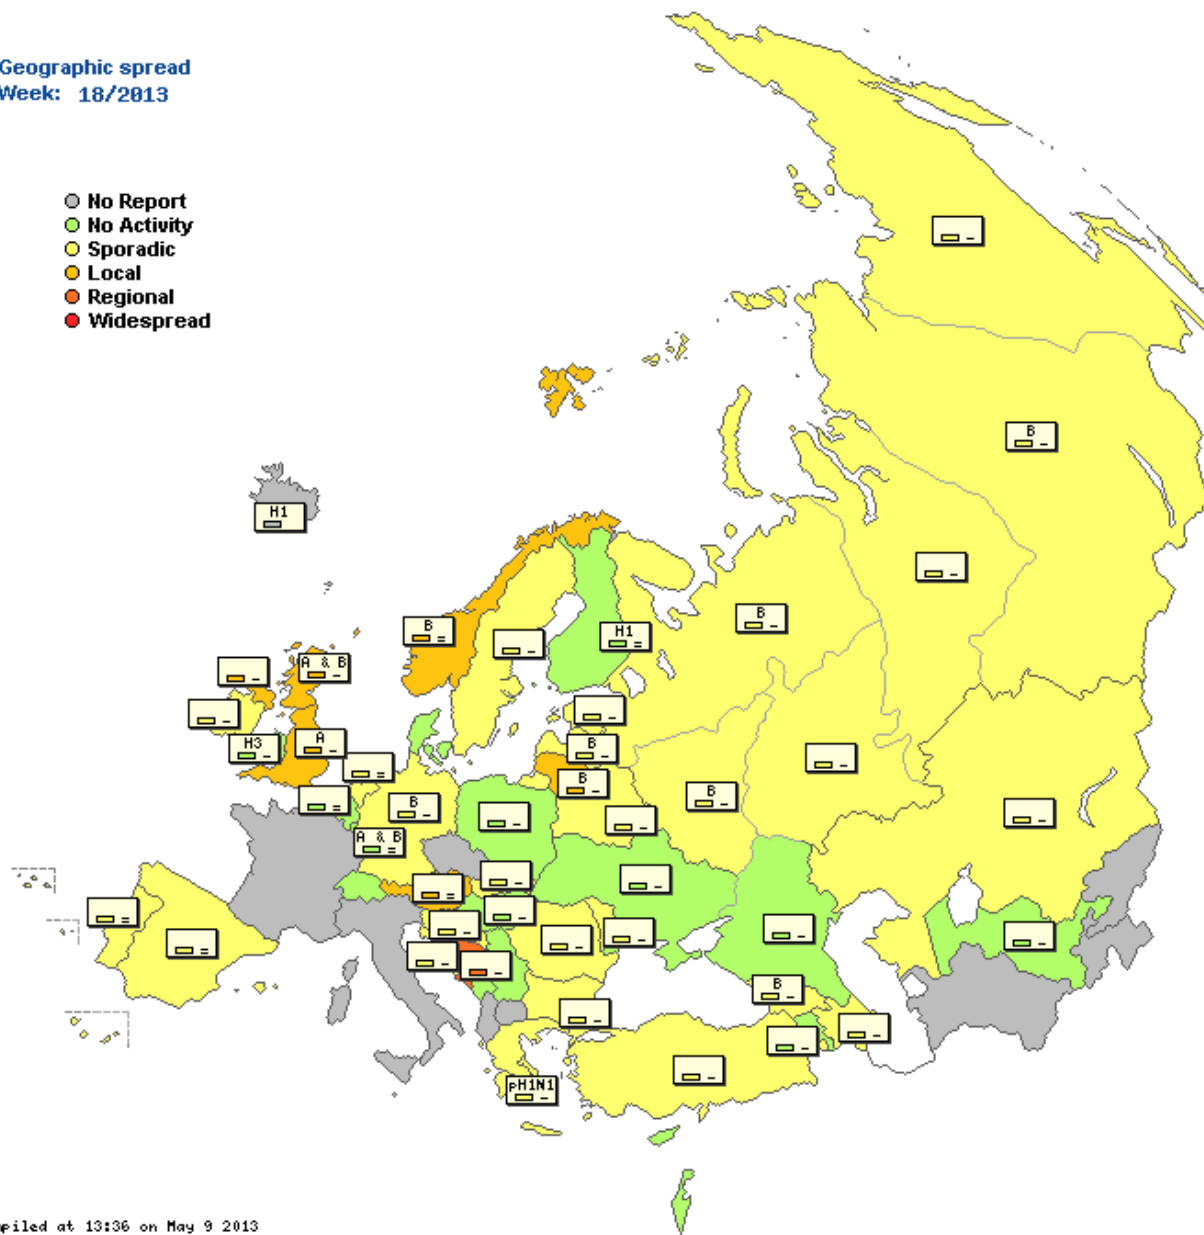 Geographic spread
Week: 18/2013
No Report
No Activity
Sporadic
Local
Regional
Widespread
B
H1
B
B
H1
A & B
H3
A
B
B
B
B
A & B
B
pH1N1
piled at 13:36 on May 9 2013